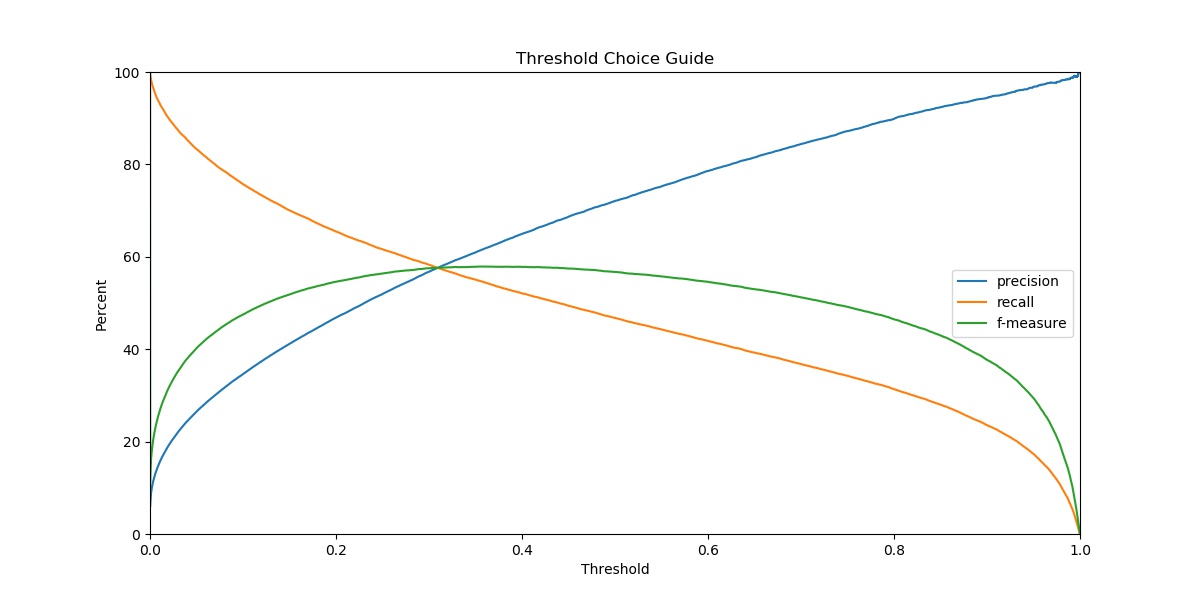 Threshold Choice Guide
100
80
60
40
20
0
Percent
precision
recall
f-measure
0.0 0.2 0.4 0.6 0.8 1.0
Threshold